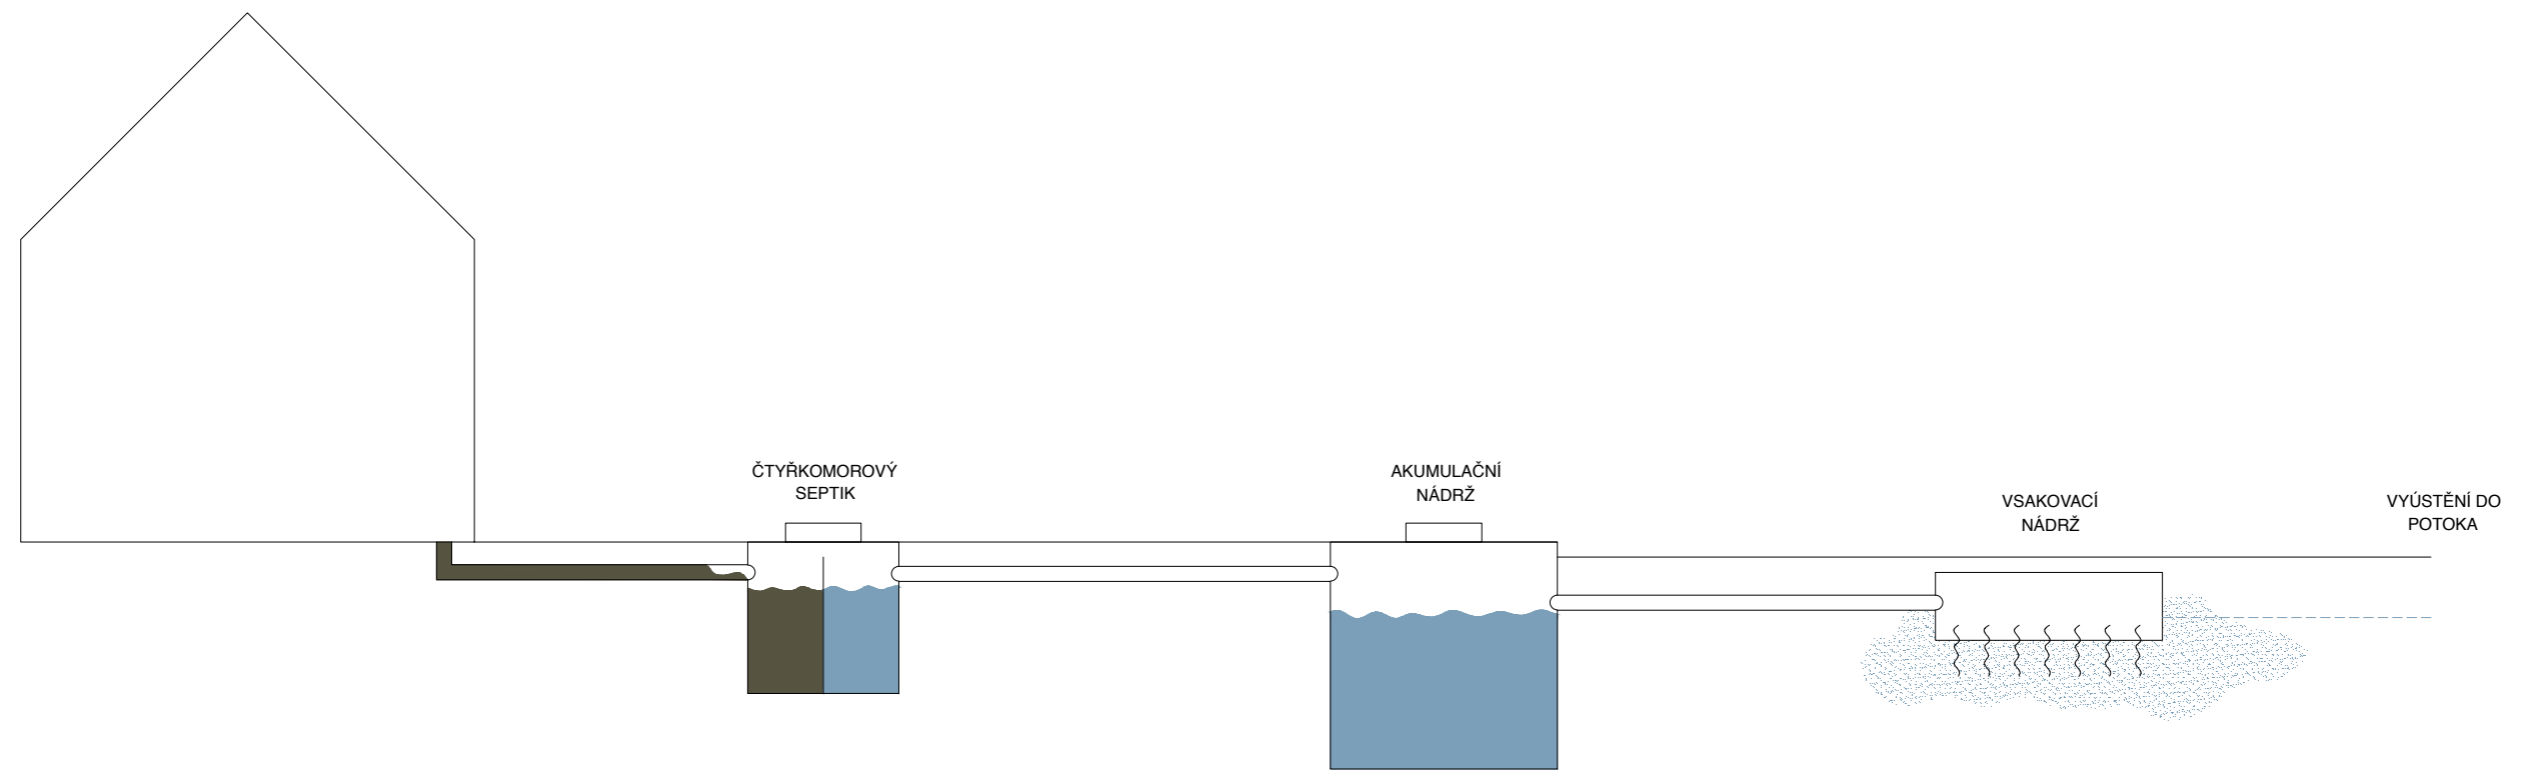 ČTYŘKOMOROVÝ
SEPTIK
AKUMULAČNÍ
NÁDRŽ
VSAKOVACÍ
NÁDRŽ
VYÚSTĚNÍ DO
POTOKA